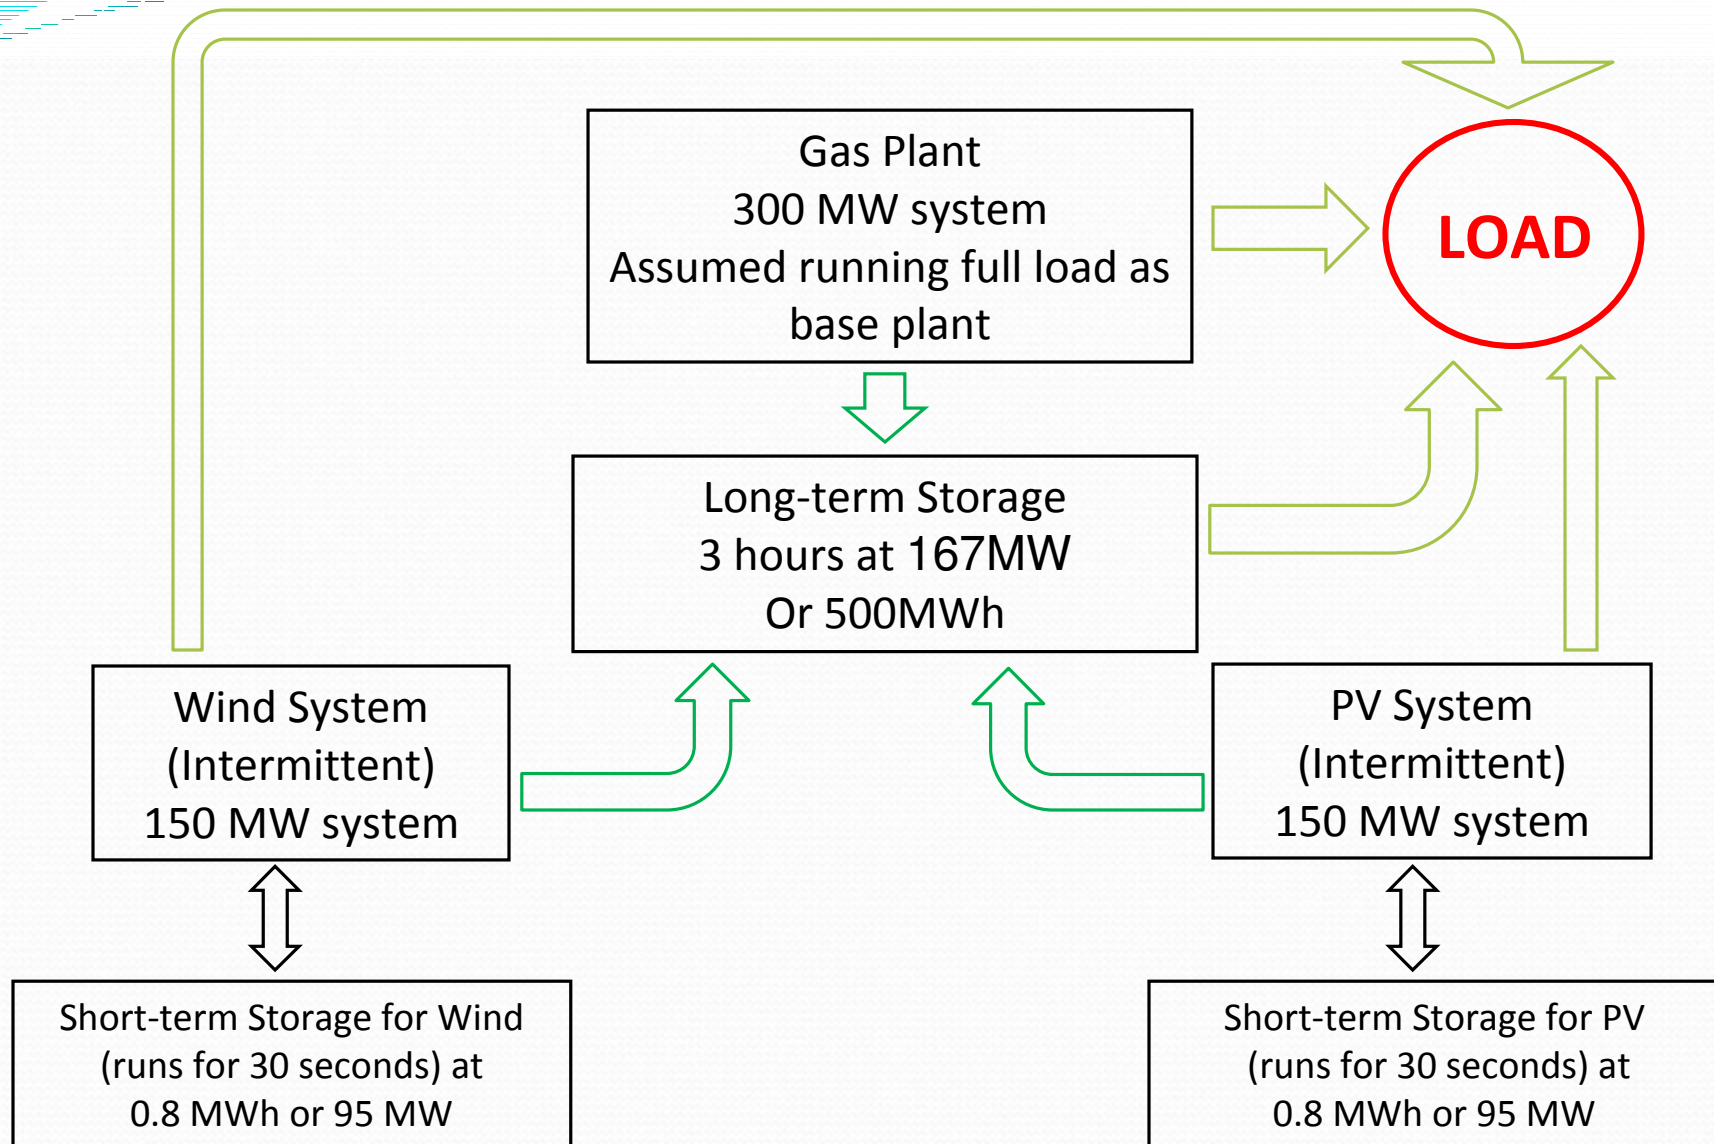 Gas Plant
300 MW system
Assumed running full load as
base plant
LOAD
Long-term Storage
3 hours at 167MW
Or 500MWh
Wind System
(Intermittent)
150 MW system
PV System
(Intermittent)
150 MW system
Short-term Storage for Wind
(runs for 30 seconds) at
0.8 MWh or 95 MW
Short-term Storage for PV
(runs for 30 seconds) at
0.8 MWh or 95 MW